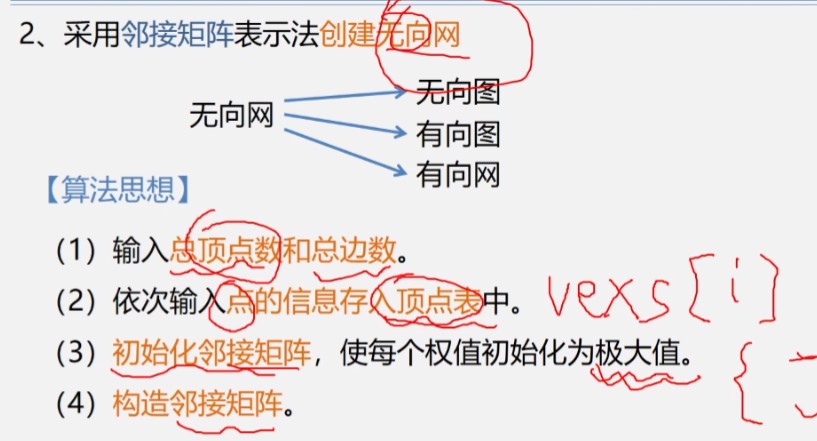 2、采用邻接矩阵表示法创建无向网
无向网
无向图
有向图
有向网
【算法思想】
（1）输入总顶点数和总边数。
（2）依次输入点的信息存入顶点表中。
vexs[i]
（3）初始化邻接矩阵，使每个权值初始化为极大值。
（4）构造邻接矩阵。